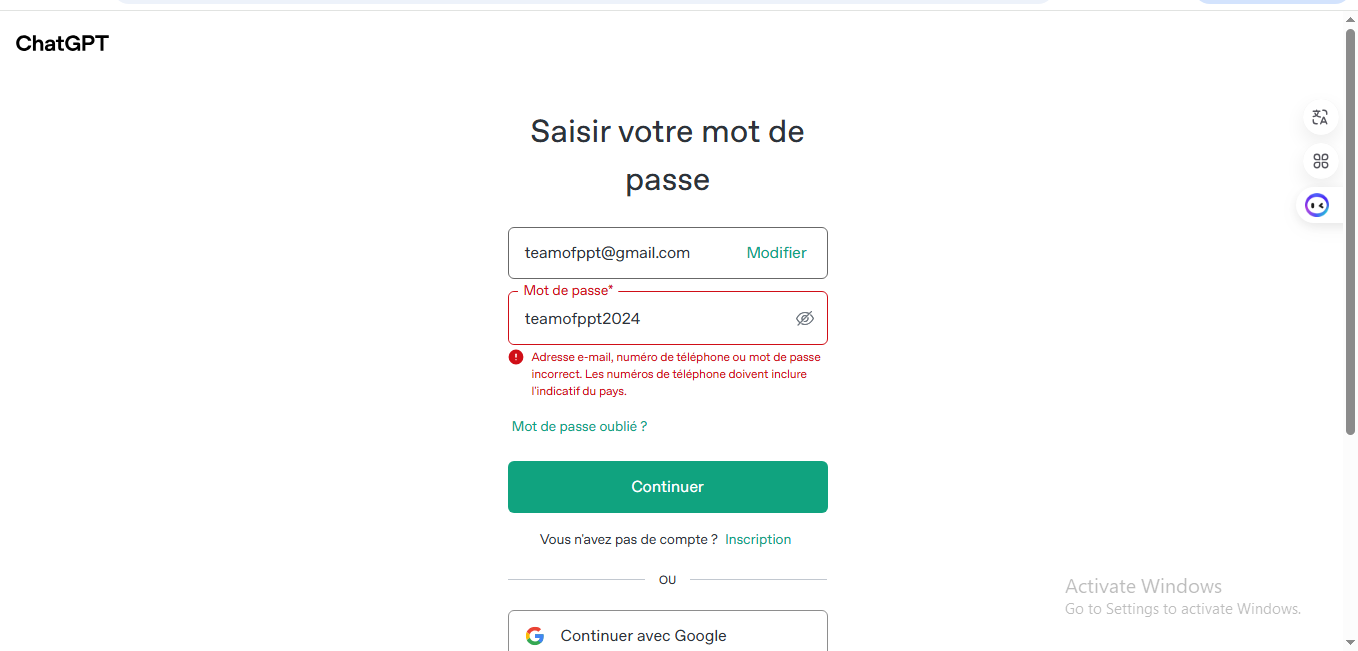 ChatGPT
Saisir votre mot de
passe
teamofppt@gmail.com Modifier
Mot de passe*
teamofppt2024
Adresse e-mail, numéro de téléphone ou mot de passe
incorrect. Les numéros de téléphone doivent inclure
l'indicatif du pays.
Mot de passe oublié ?
Continuer
Vous n'avez pas de compte ? Inscription
OU
Continuer avec Google
Activate Windows
Go to Settings to activate Windows.